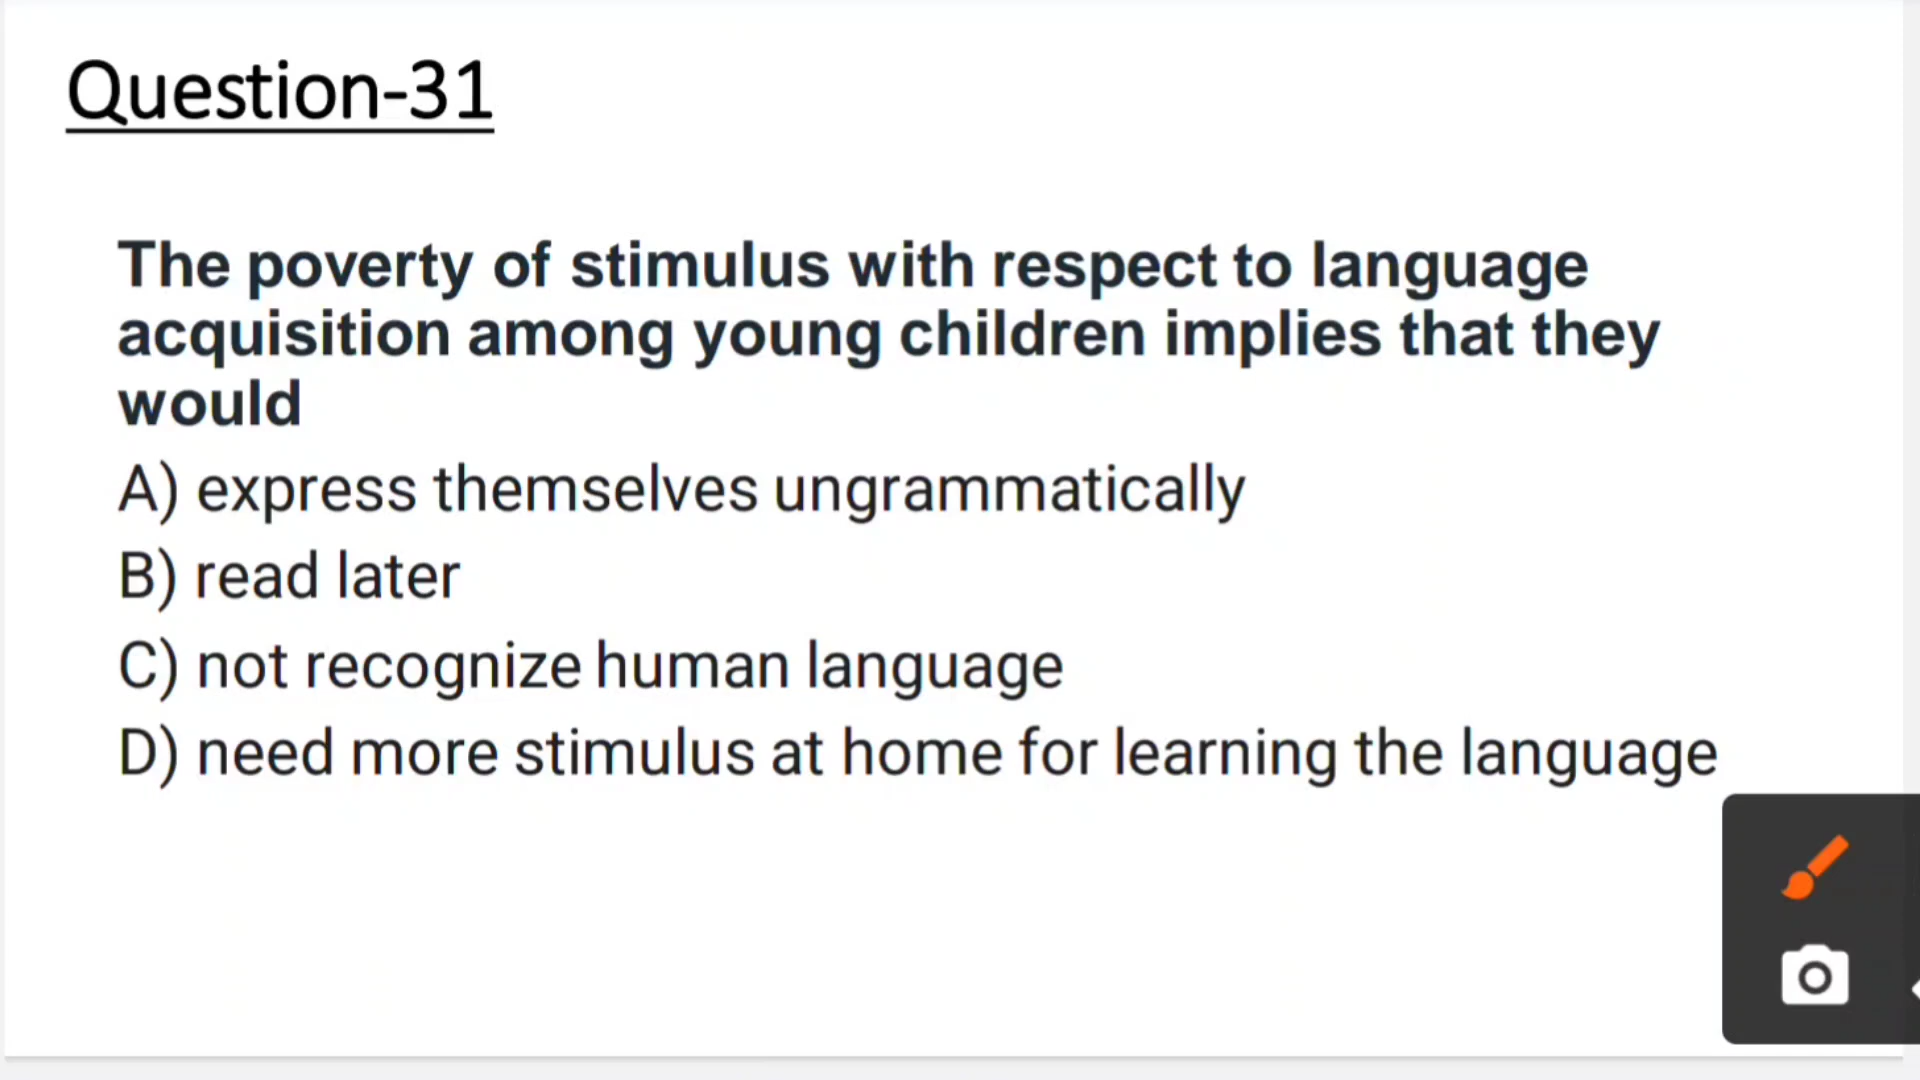 Question-31
The poverty of stimulus with respect to language
acquisition among young children implies that they
would
A) express themselves ungrammatically
B) read later
C) not recognize human language
D) need more stimulus at home for learning the language